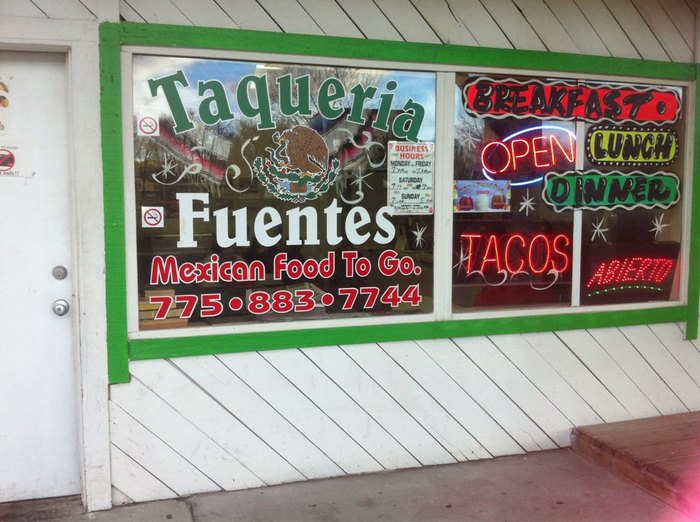 Taqueria
Fuentes
Mexican Food To Go.
775•883•7744
BUSINESS
HOURS
MONDAY - FRIDAY
SATURDAY
SUNDAY
BREAKFAST
OPEN
LUNCH
DINNER
TACOS
ABIERTO